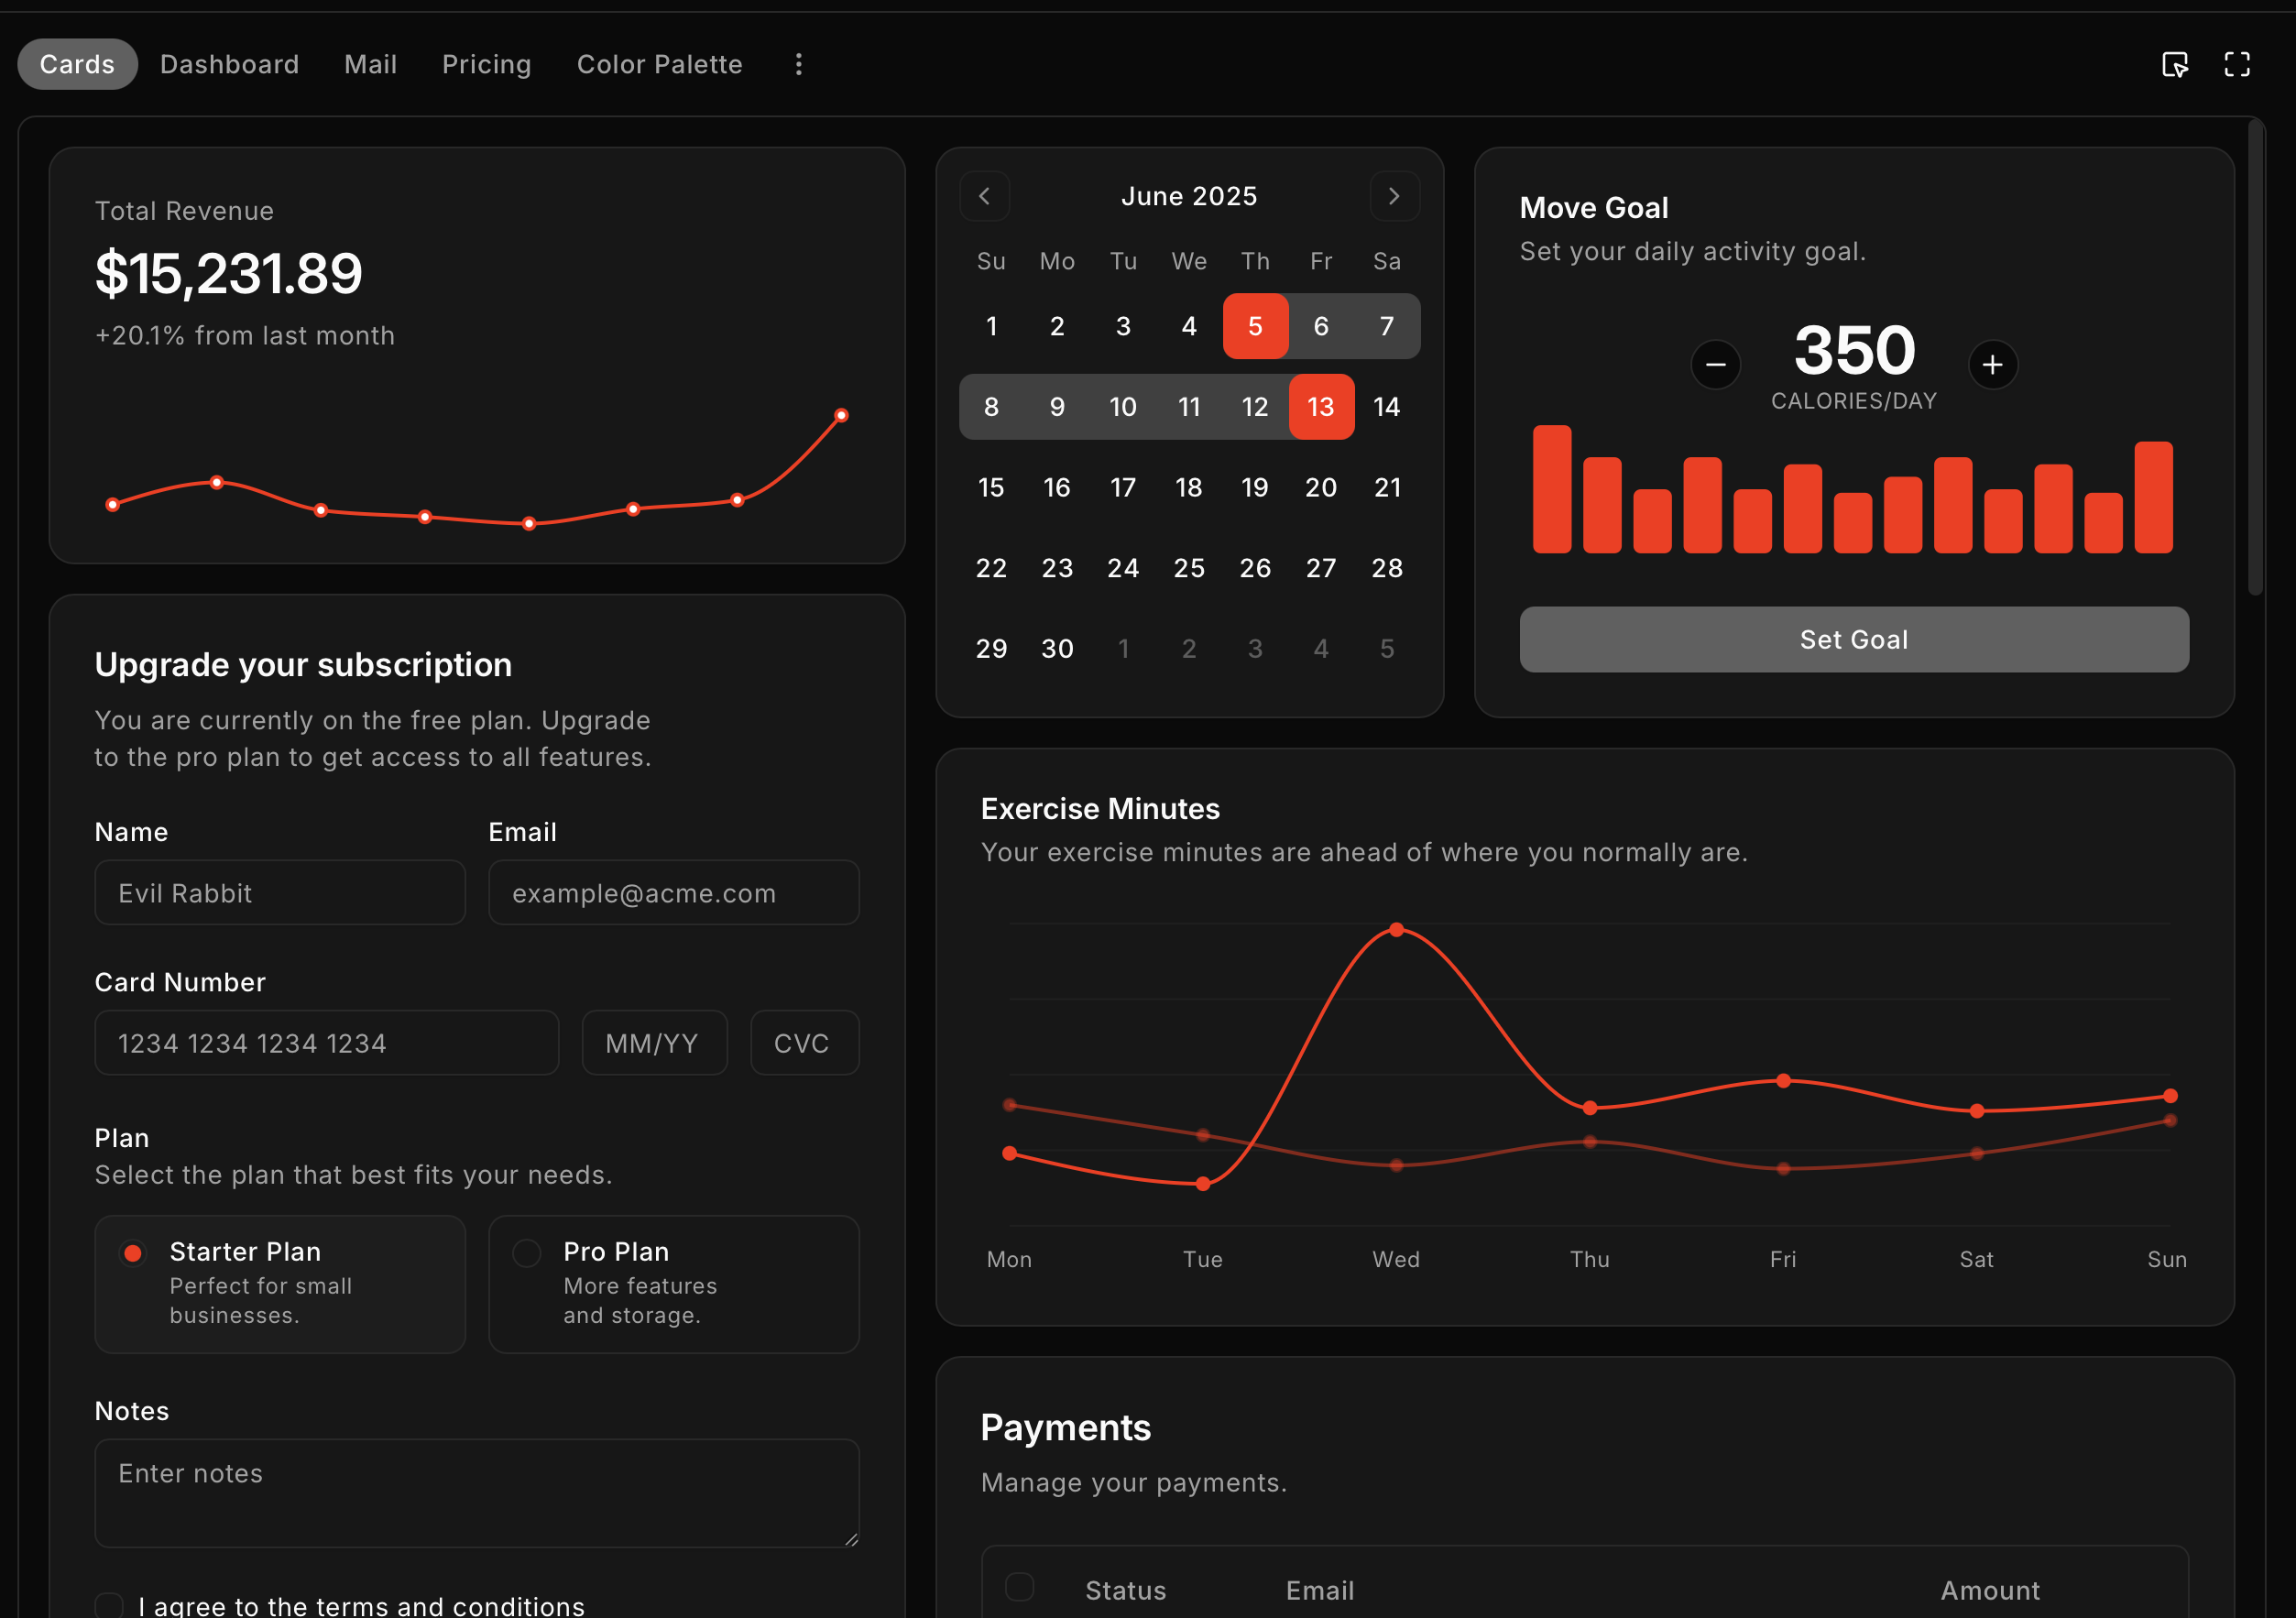 Cards Dashboard Mail Pricing Color Palette
Total Revenue
$15,231.89
+20.1% from last month
Upgrade your subscription
You are currently on the free plan. Upgrade
to the pro plan to get access to all features.
Name Email
Evil Rabbit example@acme.com
Card Number
1234 1234 1234 1234 MM/YY CVC
Plan
Select the plan that best fits your needs.
Starter Plan
Perfect for small
businesses.
Pro Plan
More features
and storage.
Notes
Enter notes
I agree to the terms and conditions
June 2025
Su Mo Tu We Th Fr Sa
1 2 3 4 5 6 7
8 9 10 11 12 13 14
15 16 17 18 19 20 21
22 23 24 25 26 27 28
29 30 1 2 3 4 5
Move Goal
Set your daily activity goal.
350
CALORIES/DAY
Set Goal
Exercise Minutes
Your exercise minutes are ahead of where you normally are.
Mon Tue Wed Thu Fri Sat Sun
Payments
Manage your payments.
Status Email Amount